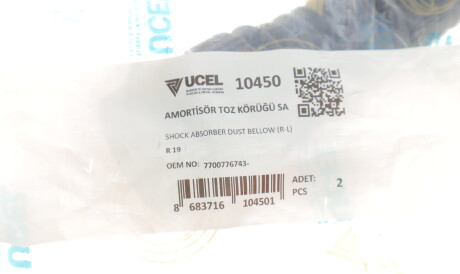 UCEL 10450
AMORTİSÖR TOZ KÖRÜĞÜ SA
SHOCK ABSORBER DUST BELLOW (R-L)
R 19
OEM NO: 7700776743-
ADET: 2
PCS
8 683716 104501